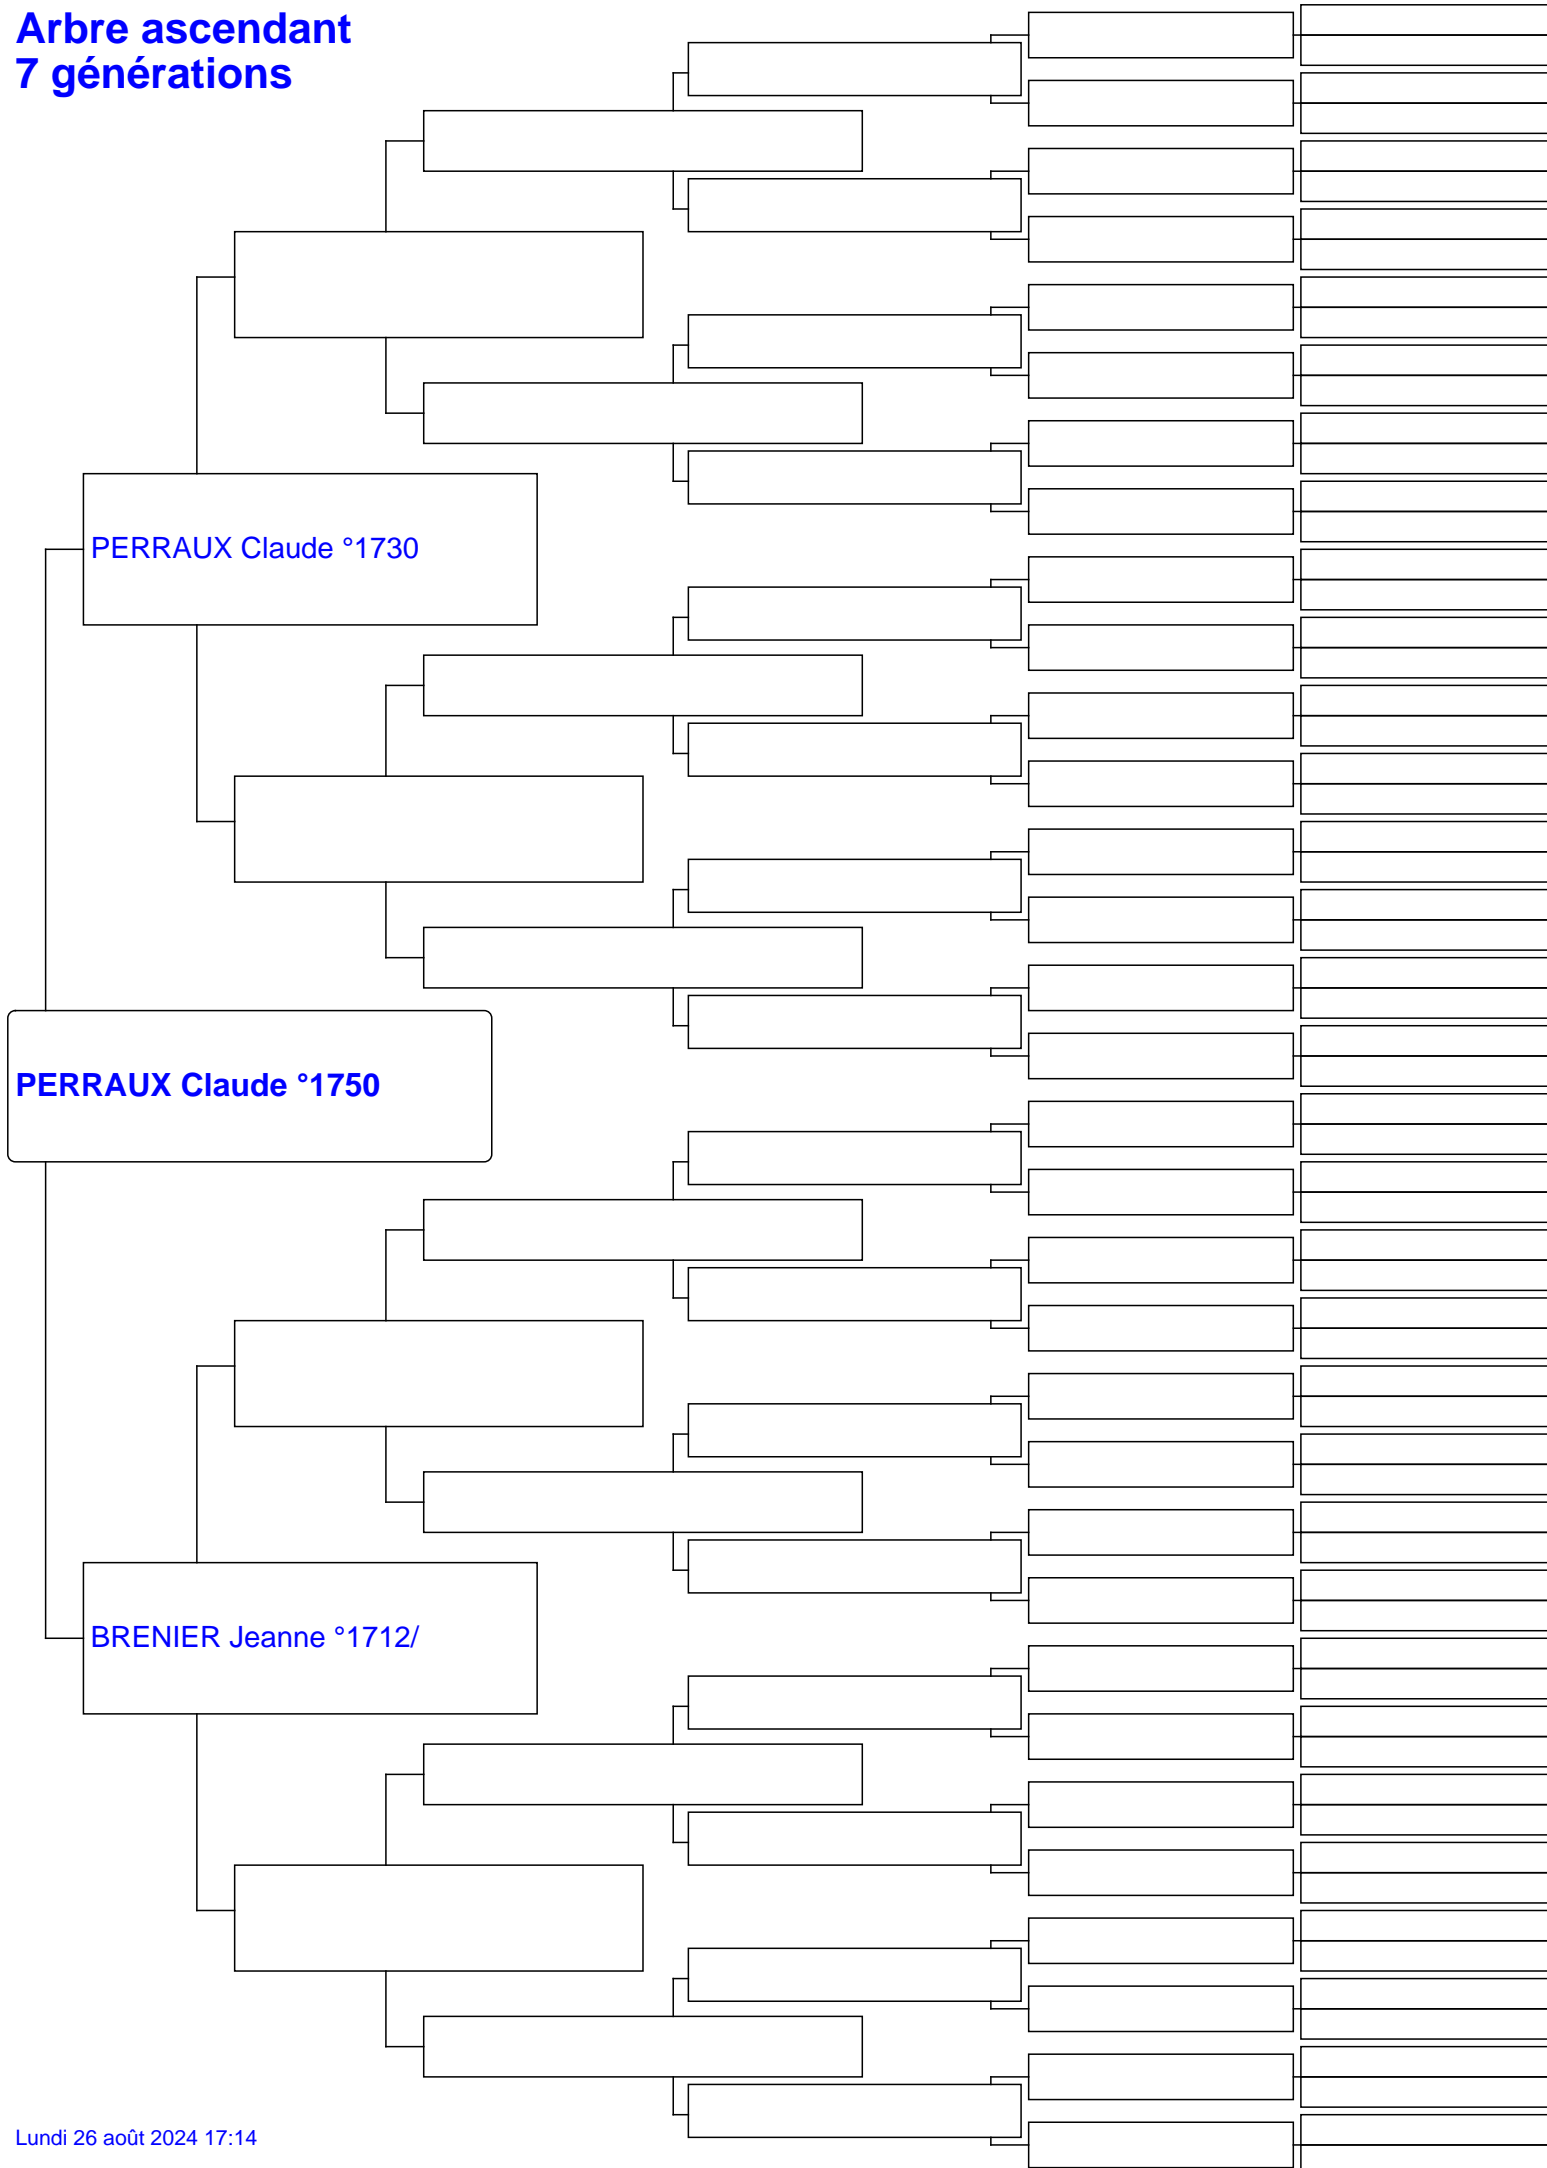 Arbre ascendant
7 générations
PERRAUX Claude °1730
PERRAUX Claude °1750
BRENIER Jeanne °1712/
Lundi 26 août 2024 17:14